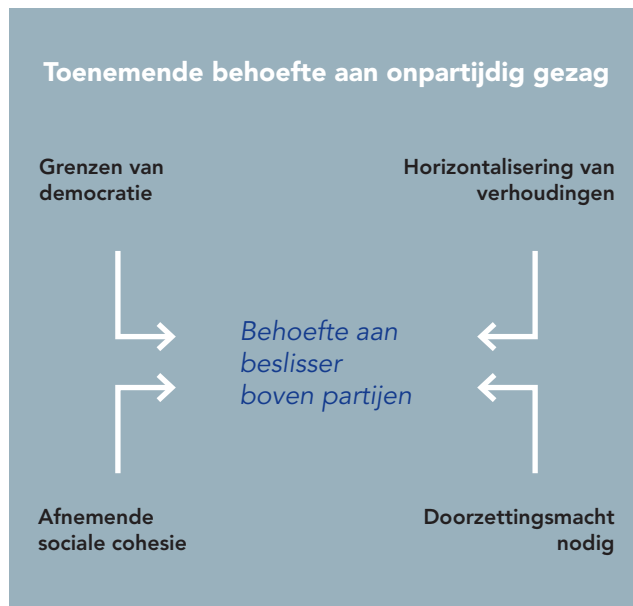 Toenemende behoefte aan onpartijdig gezag
Grenzen van
democratie
Horizontalisering van
verhoudingen
Behoefte aan
beslisser
boven partijen
Afnemende
sociale cohesie
Doorzettingsmacht
nodig